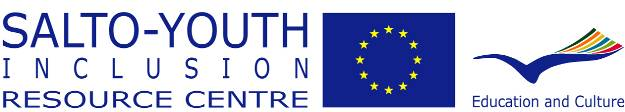 SALTO-YOUTH
INCLUSION
RESOURCE CENTRE
Education and Culture